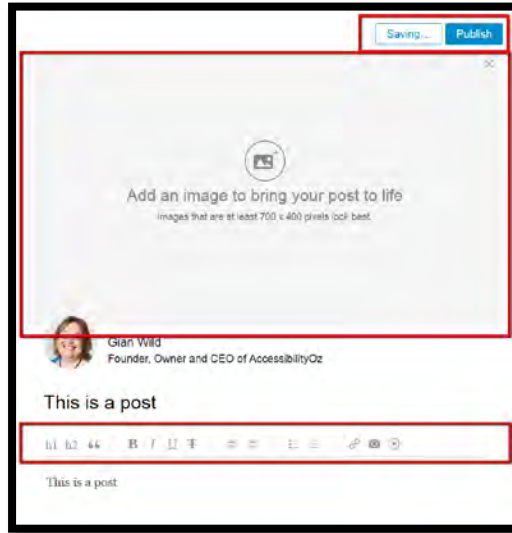 Saving... Publish
Add an image to bring your post to life
Images that are at least 700 x 400 pixels look best
Gian Wild
Founder, Owner and CEO of AccessibilityOz
This is a post
h1 h2 “ B I U T
This is a post